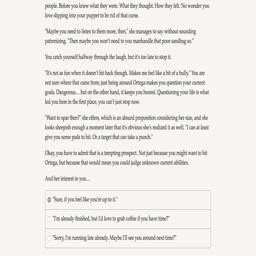 people. Before you knew what they were. What they thought. How they felt. No wonder you
love slipping into your puppet to be rid of that curse.
"Maybe you need to listen to them more, then," she manages to say without sounding
patronizing. "Then maybe you won't need to you manhandle that poor sandbag so."
You catch yourself halfway through the laugh, but it's too late to stop it.
"It's not as fun when it doesn't hit back though. Makes me feel like a bit of a bully." You are
not sure where that came from, just being around Ortega makes you question your current
goals. Dangerous... but on the other hand, it keeps you honest. Questioning your life is what
led you here in the first place, you can't just stop now.
"Want to spar then?" she offers, which is an absurd proposition considering her size, and she
looks sheepish enough a moment later that it's obvious she's realized it as well. "I can at least
give you some pads to hit. Or a target that can take a punch."
Okay, you have to admit that is a tempting prospect. Not just because you might want to hit
Ortega, but because that would mean you could judge unknown current abilities.
And her interest in you...
"Sure, if you feel like you're up to it."
"I'm already finished, but I'd love to grab coffee if you have time?"
"Sorry, I'm running late already. Maybe I'll see you around next time?"